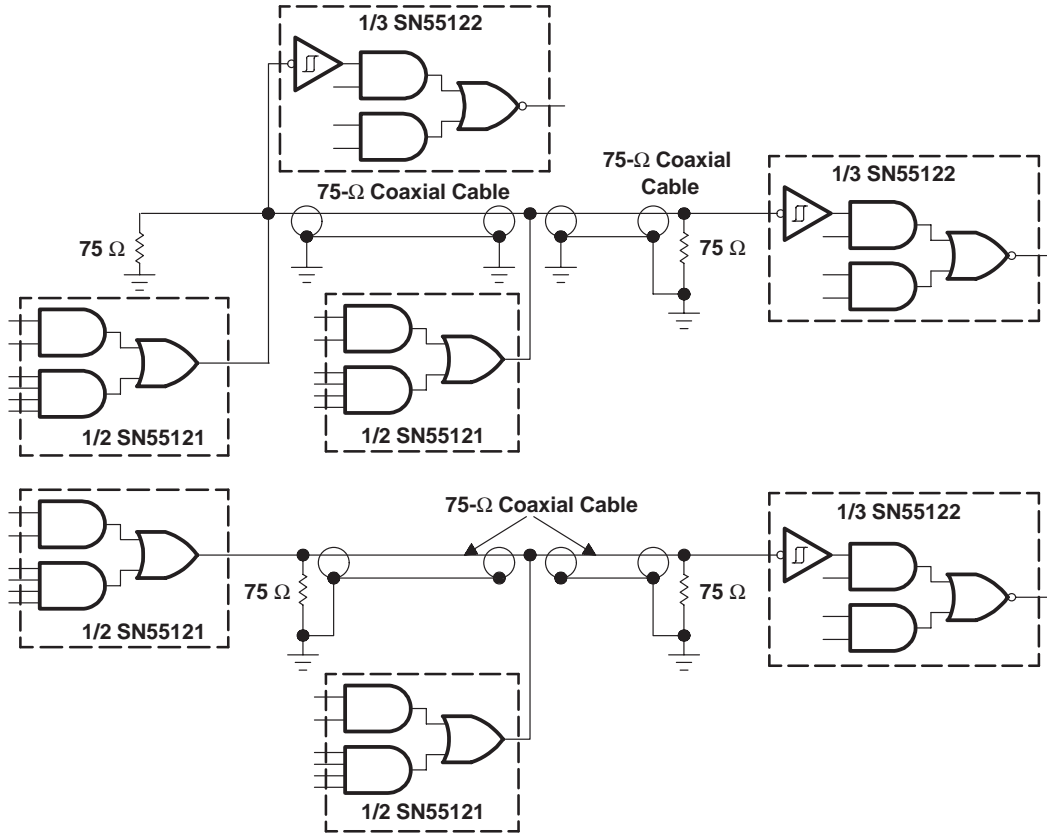 1/3 SN55122
75-Ω Coaxial
Cable
75-Ω Coaxial Cable
1/3 SN55122
75 Ω
75 Ω
1/2 SN55121
1/2 SN55121
75-Ω Coaxial Cable
1/3 SN55122
75 Ω
75 Ω
1/2 SN55121
1/2 SN55121